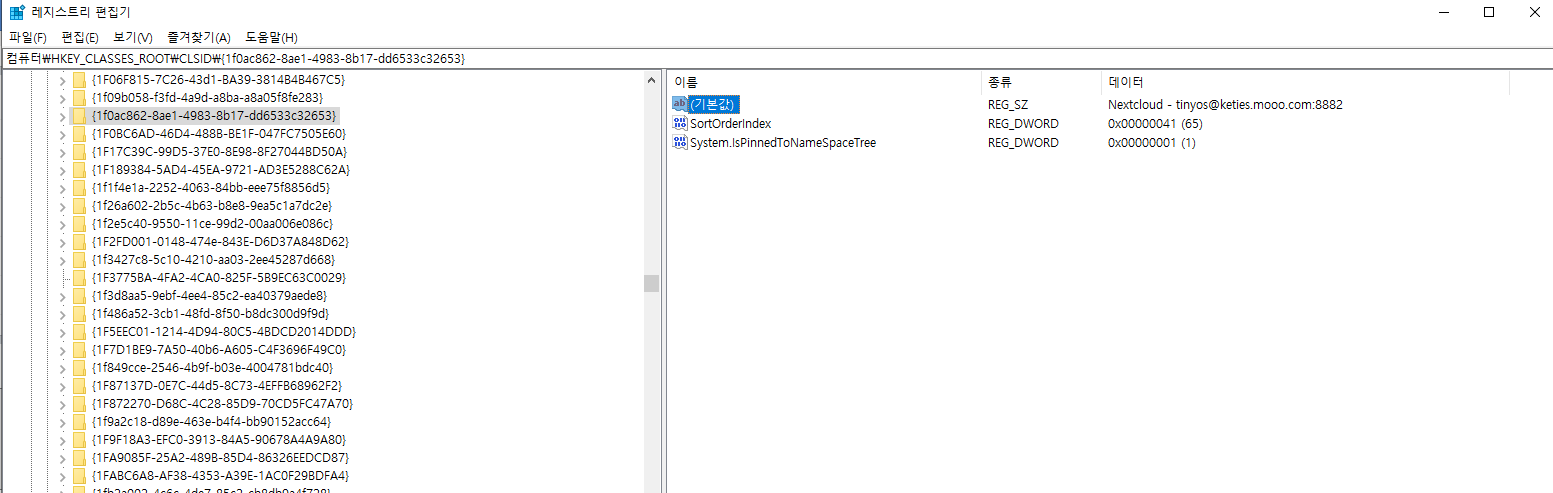 레지스트리 편집기
파일(F) 편집(E) 보기(V) 즐겨찾기(A) 도움말(H)
컴퓨터₩HKEY_CLASSES_ROOT₩CLSID₩{1f0ac862-8ae1-4983-8b17-dd6533c32653}
{1F06F815-7C26-43d1-BA39-3814B4B467C5}
{1f09b058-f3fd-4a9d-a8ba-a8a05f8fe283}
{1f0ac862-8ae1-4983-8b17-dd6533c32653}
{1F0BC6AD-46D4-488B-BE1F-047FC7505E60}
{1F17C39C-99D5-37E0-8E98-8F27044BD50A}
{1F189384-5AD4-45EA-9721-AD3E5288C62A}
{1f1f4e1a-2252-4063-84bb-eee75f8856d5}
{1f26a602-2b5c-4b63-b8e8-9ea5c1a7dc2e}
{1f2e5c40-9550-11ce-99d2-00aa006e086c}
{1F2FD001-0148-474e-843E-D6D37A848D62}
{1f3427c8-5c10-4210-aa03-2ee45287d668}
{1F3775BA-4FA2-4CA0-825F-5B9EC63C0029}
{1f3d8aa5-9ebf-4ee4-85c2-ea40379aede8}
{1f486a52-3cb1-48fd-8f50-b8dc300d9f9d}
{1F5EEC01-1214-4D94-80C5-4BDCD2014DDD}
{1F7D1BE9-7A50-40b6-A605-C4F3696F49C0}
{1f849cce-2546-4b9f-b03e-4004781bdc40}
{1F87137D-0E7C-44d5-8C73-4EFFB68962F2}
{1F872270-D68C-4C28-85D9-70CD5FC47A70}
{1f9a2c18-d89e-463e-b4f4-bb90152acc64}
{1F9F18A3-EFC0-3913-84A5-90678A4A9A80}
{1FA9085F-25A2-489B-85D4-86326EEDCD87}
{1FABC6A8-AF38-4353-A39E-1AC0F29BDFA4}
이름 종류 데이터
(기본값) REG_SZ Nextcloud - tinyos@keties.mooo.com:8882
SortOrderIndex REG_DWORD 0x00000041 (65)
System.IsPinnedToNameSpaceTree REG_DWORD 0x00000001 (1)